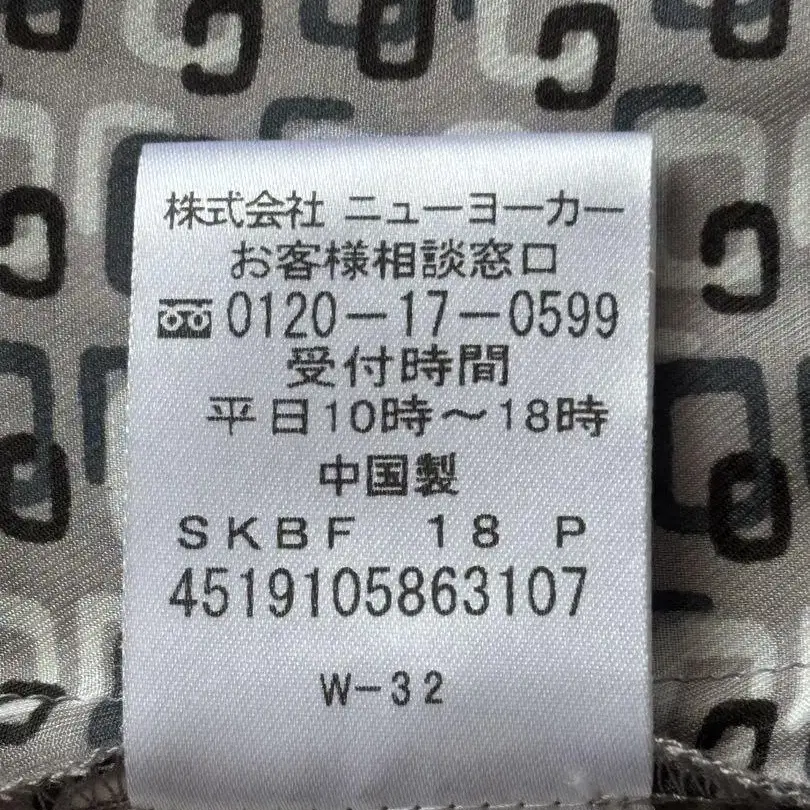 株式会社 ニューヨーカー
お客様相談窓口
0120-17-0599
受付時間
平日10時～18時
中国製
SKBF 18 P
4519105863107
W-32